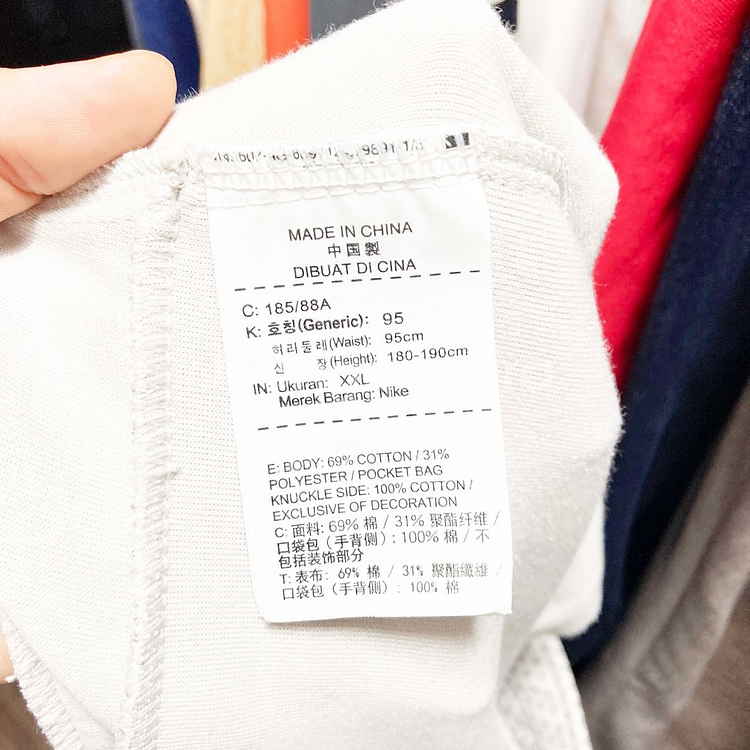 MADE IN CHINA
中国製
DIBUAT DI CINA
C: 185/88A
K: 호칭(Generic): 95
허리둘레(Waist): 95cm
신 장(Height): 180-190cm
IN: Ukuran: XXL
Merek Barang: Nike
E: BODY: 69% COTTON / 31%
POLYESTER / POCKET BAG
KNUCKLE SIDE: 100% COTTON /
EXCLUSIVE OF DECORATION
C: 面料: 69% 棉 / 31% 聚酯纤维 /
口袋包（手背侧）: 100% 棉 / 不
包括装饰部分
T: 表布: 69% 棉 / 31% 聚酯纖維 /
口袋包（手背側）: 100% 棉